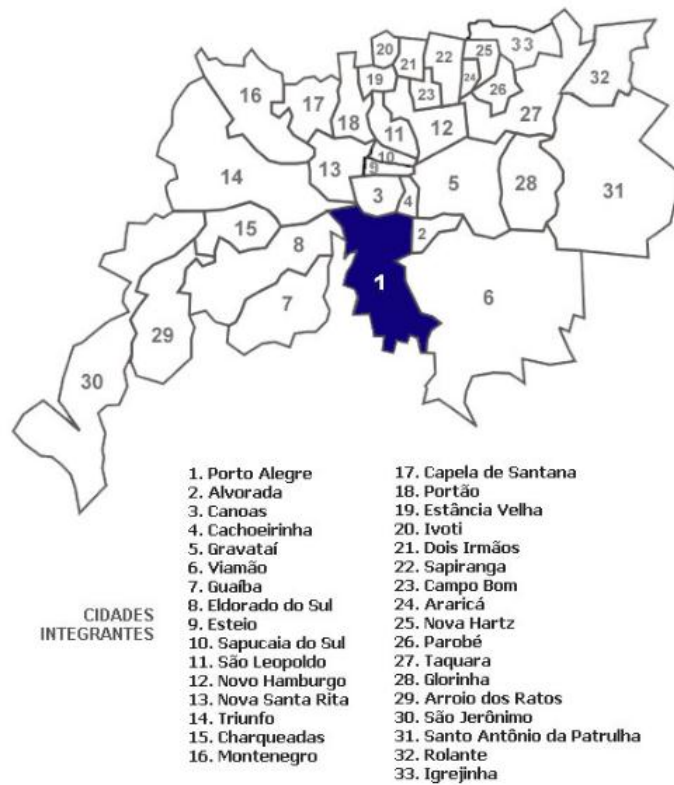 20
21
22
25
33
24
26
32
16
17
19
23
27
18
11
12
10
13
9
14
5
28
31
3
4
15
8
2
1
6
7
29
30
1. Porto Alegre
2. Alvorada
3. Canoas
4. Cachoeirinha
5. Gravataí
6. Viamão
7. Guaíba
8. Eldorado do Sul
9. Esteio
10. Sapucaia do Sul
11. São Leopoldo
12. Novo Hamburgo
13. Nova Santa Rita
14. Triunfo
15. Charqueadas
16. Montenegro
CIDADES
INTEGRANTES
17. Capela de Santana
18. Portão
19. Estância Velha
20. Ivoti
21. Dois Irmãos
22. Sapiranga
23. Campo Bom
24. Araricá
25. Nova Hartz
26. Parobé
27. Taquara
28. Glorinha
29. Arroio dos Ratos
30. São Jerônimo
31. Santo Antônio da Patrulha
32. Rolante
33. Igrejinha